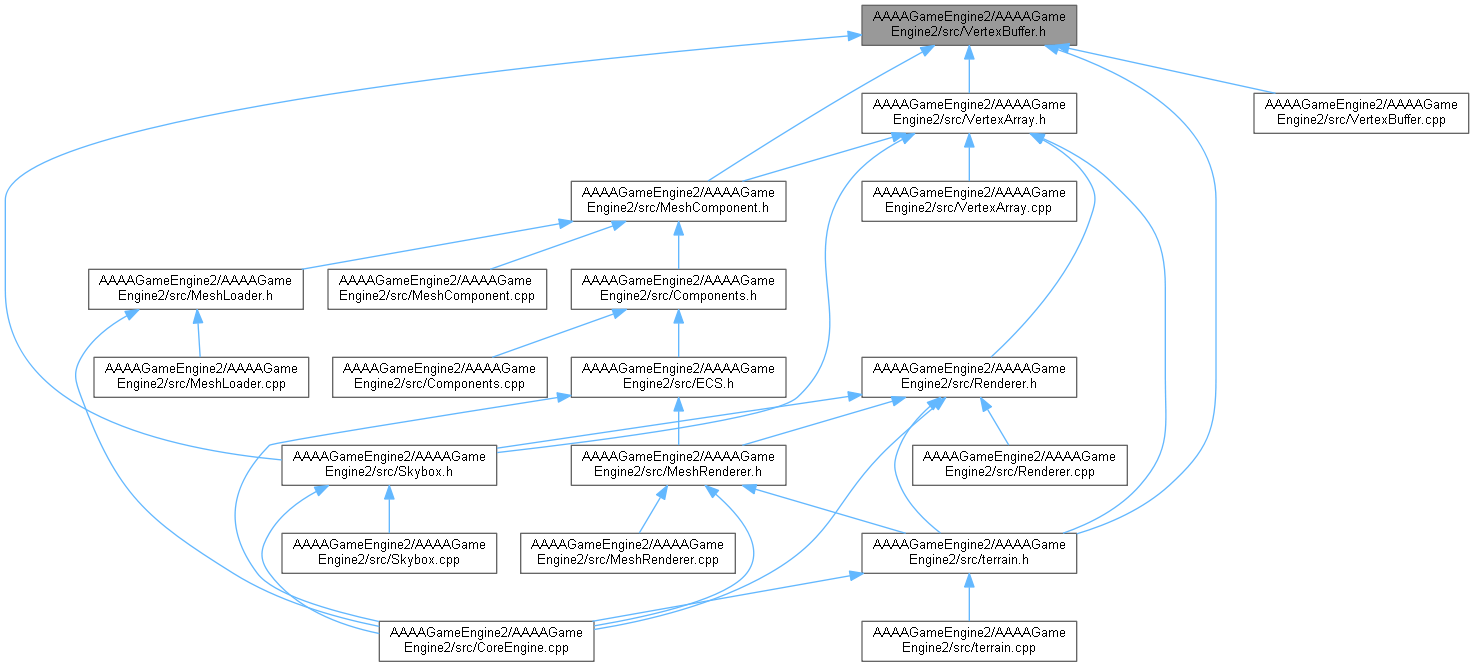 AAAAGameEngine2/AAAAGame
Engine2/src/VertexBuffer.h
AAAAGameEngine2/AAAAGame
Engine2/src/VertexArray.h
AAAAGameEngine2/AAAAGame
Engine2/src/VertexBuffer.cpp
AAAAGameEngine2/AAAAGame
Engine2/src/MeshComponent.h
AAAAGameEngine2/AAAAGame
Engine2/src/VertexArray.cpp
AAAAGameEngine2/AAAAGame
Engine2/src/MeshLoader.h
AAAAGameEngine2/AAAAGame
Engine2/src/MeshComponent.cpp
AAAAGameEngine2/AAAAGame
Engine2/src/Components.h
AAAAGameEngine2/AAAAGame
Engine2/src/MeshLoader.cpp
AAAAGameEngine2/AAAAGame
Engine2/src/Components.cpp
AAAAGameEngine2/AAAAGame
Engine2/src/ECS.h
AAAAGameEngine2/AAAAGame
Engine2/src/Renderer.h
AAAAGameEngine2/AAAAGame
Engine2/src/Skybox.h
AAAAGameEngine2/AAAAGame
Engine2/src/MeshRenderer.h
AAAAGameEngine2/AAAAGame
Engine2/src/Renderer.cpp
AAAAGameEngine2/AAAAGame
Engine2/src/Skybox.cpp
AAAAGameEngine2/AAAAGame
Engine2/src/MeshRenderer.cpp
AAAAGameEngine2/AAAAGame
Engine2/src/terrain.h
AAAAGameEngine2/AAAAGame
Engine2/src/CoreEngine.cpp
AAAAGameEngine2/AAAAGame
Engine2/src/terrain.cpp